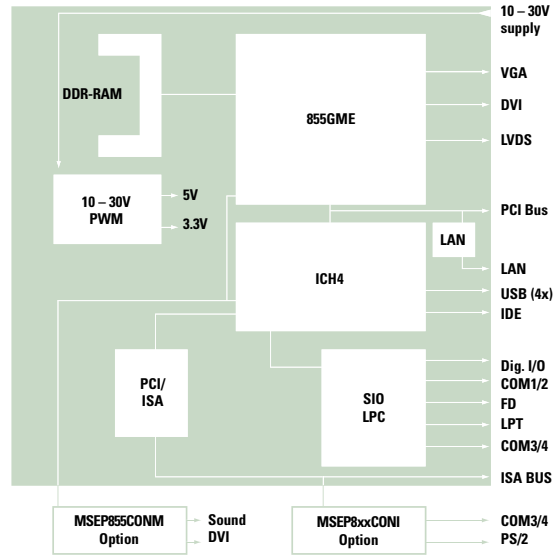 10 – 30V
supply
VGA
DDR-RAM
DVI
855GME
LVDS
10 – 30V
PWM
5V
3.3V
PCI Bus
LAN
LAN
ICH4
USB (4x)
IDE
PCI/
ISA
SIO
LPC
Dig. I/O
COM1/2
FD
LPT
COM3/4
ISA BUS
MSEP855CONM
Option
Sound
DVI
MSEP8xxCONI
Option
COM3/4
PS/2